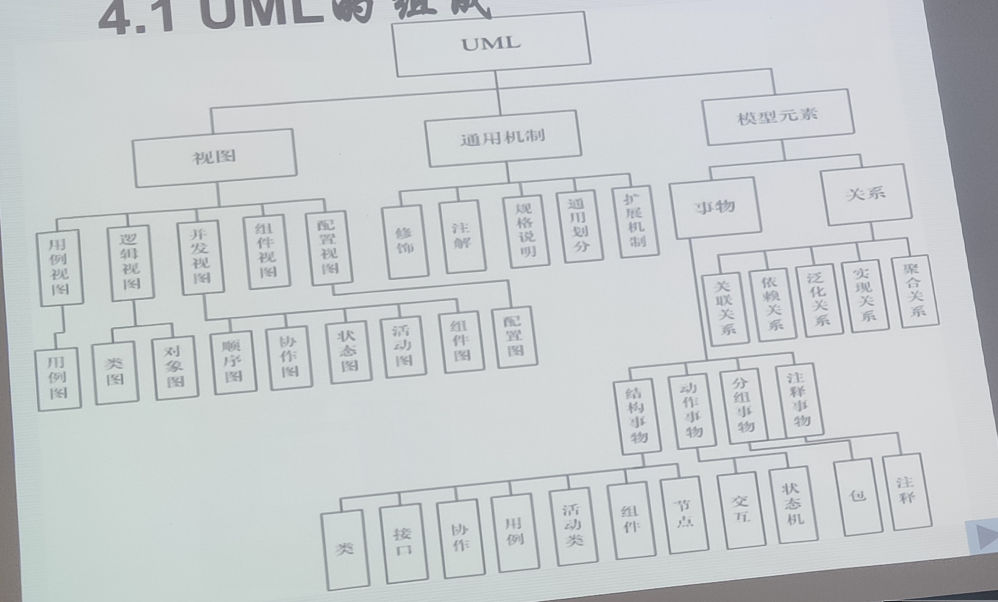 4.1 UML的组成
UML
视图
通用机制
模型元素
用例视图
逻辑视图
并发视图
组件视图
配置视图
修饰
注解
规格说明
通用划分
扩展机制
事物
关系
关联关系
依赖关系
泛化关系
实现关系
聚合关系
用例图
类图
对象图
顺序图
协作图
状态图
活动图
组件图
配置图
结构事物
动作事物
分组事物
注释事物
类
接口
协作
用例
活动类
组件
节点
交互
状态机
包
注释